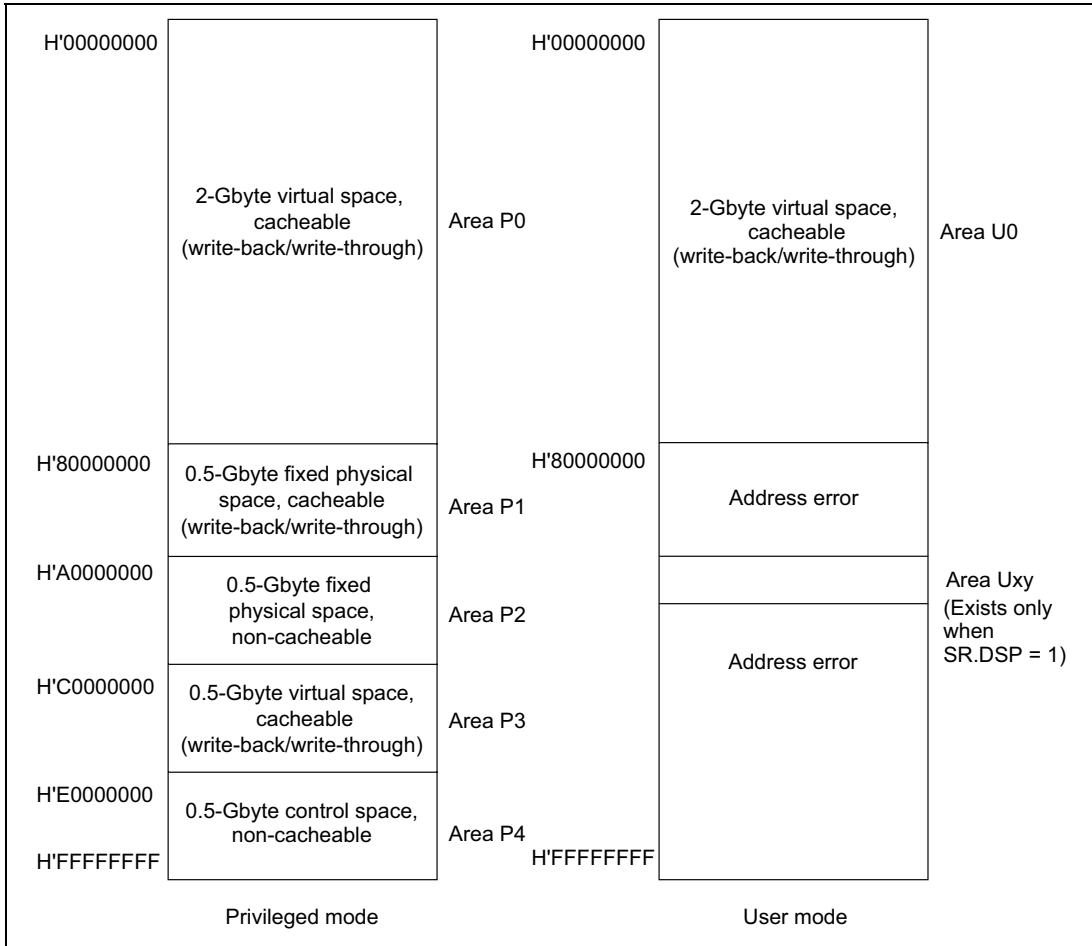 H'00000000
2-Gbyte virtual space,
cacheable
(write-back/write-through)
Area P0
H'80000000
0.5-Gbyte fixed physical
space, cacheable
(write-back/write-through)
Area P1
H'A0000000
0.5-Gbyte fixed
physical space,
non-cacheable
Area P2
H'C0000000
0.5-Gbyte virtual space,
cacheable
(write-back/write-through)
Area P3
H'E0000000
0.5-Gbyte control space,
non-cacheable
Area P4
H'FFFFFFFF
Privileged mode
H'00000000
2-Gbyte virtual space,
cacheable
(write-back/write-through)
Area U0
H'80000000
Address error
Area Uxy
(Exists only
when
SR.DSP = 1)
Address error
H'FFFFFFFF
User mode